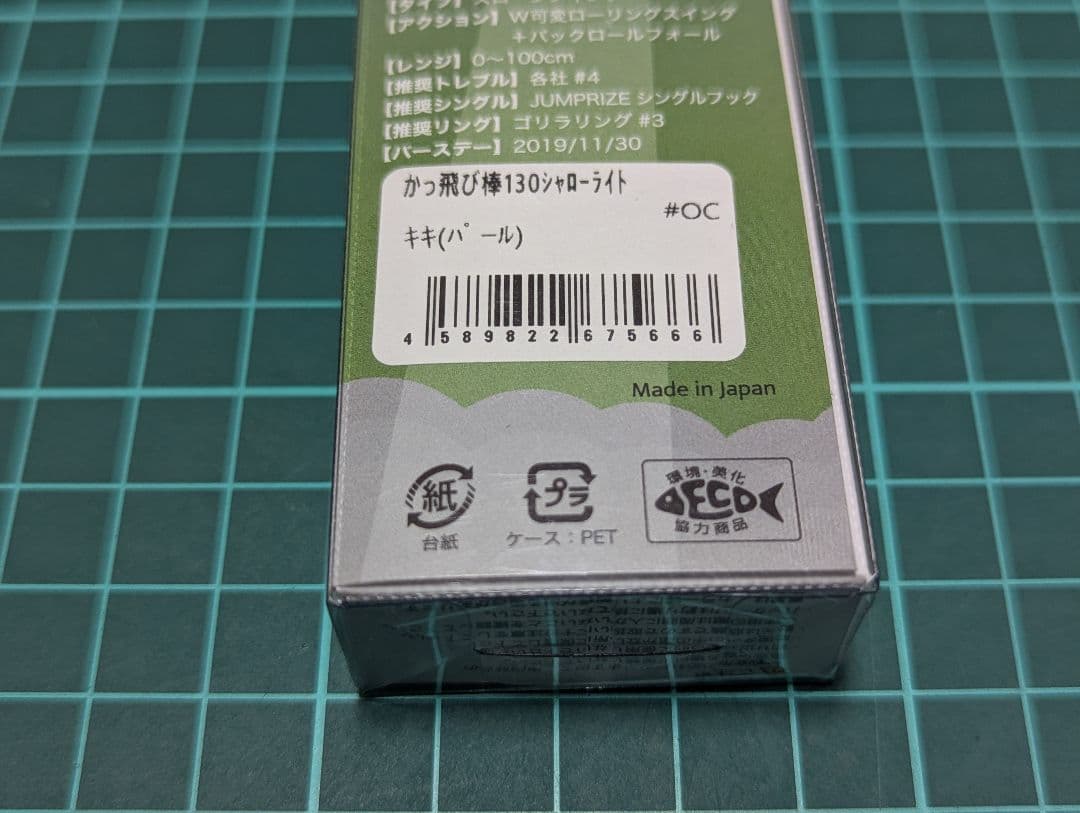 【アクション】W可変ローリングスイング
+バックロールフォール
【レンジ】0〜100cm
【推奨トレブル】各社 #4
【推奨シングル】JUMPRIZE シングルフック
【推奨リング】ゴリラリング #3
【バースデー】2019/11/30
かっ飛び棒130ｼｬﾛｰﾗｲﾄ
#OC
ｷｷ(ﾊﾟｰﾙ)
4 589822 675666
Made in Japan
紙
台紙
プラ
ケース：PET
環境・美化
ECO
協力商品